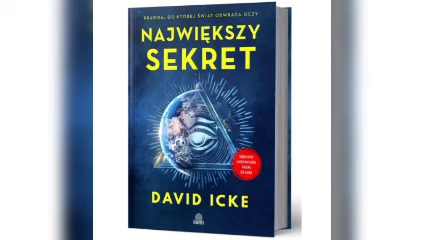 PRAWDA, OD KTÓREJ ŚWIAT ODWRACA OCZY
NAJWIĘKSZY
SEKRET
DAVID ICKE